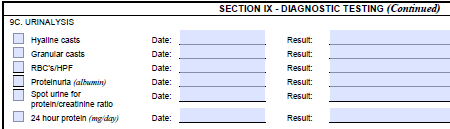 SECTION IX - DIAGNOSTIC TESTING (Continued)
9C. URINALYSIS
Hyaline casts Date: Result:
Granular casts Date: Result:
RBC's/HPF Date: Result:
Proteinuria (albumin) Date: Result:
Spot urine for Date: Result:
protein/creatinine ratio
24 hour protein (mg/day) Date: Result: